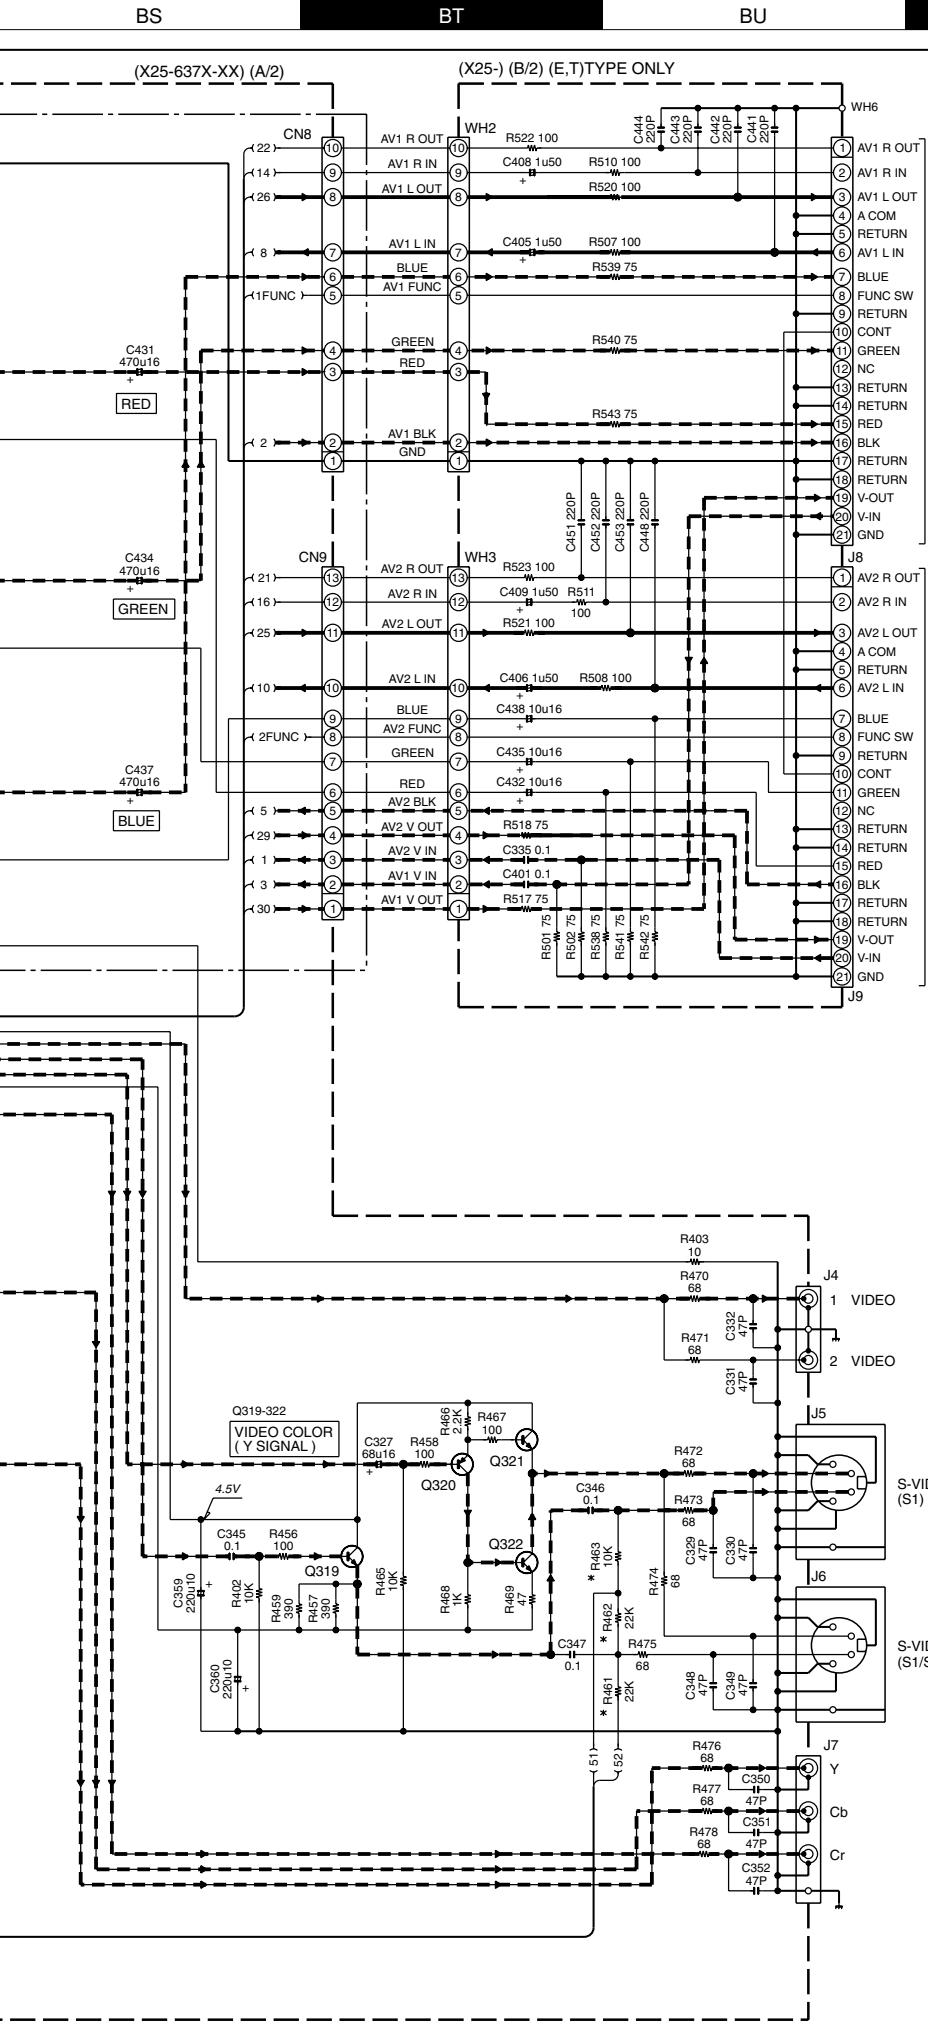 BS BT BU
(X25-637X-XX) (A/2)
(X25-) (B/2) (E,T)TYPE ONLY
WH6
C444 220P
C443 220P
C442 220P
C441 220P
CN8
WH2
22 10 AV1 R OUT 10 R522 100 1 AV1 R OUT
14 9 AV1 R IN 9 C408 1u50 + R510 100 2 AV1 R IN
26 8 AV1 L OUT 8 R520 100 3 AV1 L OUT
4 A COM
5 RETURN
8 7 AV1 L IN 7 C405 1u50 + R507 100 6 AV1 L IN
6 BLUE 6 R539 75 7 BLUE
1FUNC 5 AV1 FUNC 5 8 FUNC SW
9 RETURN
10 CONT
4 GREEN 4 R540 75 11 GREEN
C431
470u16
+
RED
3 RED 3 12 NC
13 RETURN
14 RETURN
R543 75 15 RED
2 2 AV1 BLK 2 16 BLK
1 GND 1 17 RETURN
18 RETURN
19 V-OUT
20 V-IN
21 GND
C451 220P
C452 220P
C453 220P
C448 220P
J8
C434
470u16
+
GREEN
CN9
WH3
21 13 AV2 R OUT 13 R523 100 1 AV2 R OUT
16 12 AV2 R IN 12 C409 1u50 + R511 100 2 AV2 R IN
25 11 AV2 L OUT 11 R521 100 3 AV2 L OUT
4 A COM
5 RETURN
10 10 AV2 L IN 10 C406 1u50 + R508 100 6 AV2 L IN
9 BLUE 9 C438 10u16 + 7 BLUE
2FUNC 8 AV2 FUNC 8 8 FUNC SW
7 GREEN 7 C435 10u16 + 9 RETURN
10 CONT
6 RED 6 C432 10u16 + 11 GREEN
C437
470u16
+
BLUE
5 5 AV2 BLK 5 12 NC
29 4 AV2 V OUT 4 R518 75 13 RETURN
14 RETURN
1 3 AV2 V IN 3 C335 0.1 15 RED
3 2 AV1 V IN 2 C401 0.1 16 BLK
30 1 AV1 V OUT 1 R517 75 17 RETURN
18 RETURN
19 V-OUT
20 V-IN
21 GND
R501 75
R502 75
R538 75
R541 75
R542 75
J9
R403
10
J4
R470
68
1 VIDEO
C332
47P
R471
68
2 VIDEO
C331
47P
J5
Q319-322
VIDEO COLOR
( Y SIGNAL )
C327
68u16
+
R458
100
R466
2.2K
R467
100
Q321
Q320
R472
68
4.5V
C346
0.1
R473
68
(S1)
C345
0.1
R456
100
Q322
Q319
C359
220u10
+
R402
10K
R459
390
R457
390
R465
10K
R468
1K
R469
47
* R463
10K
* R462
22K
R474
68
C329
47P
C330
47P
J6
C360
220u10
+
C347
0.1
R475
68
* R461
22K
C348
47P
C349
47P
51
52
J7
R476
68
Y
C350
47P
R477
68
Cb
C351
47P
R478
68
Cr
C352
47P